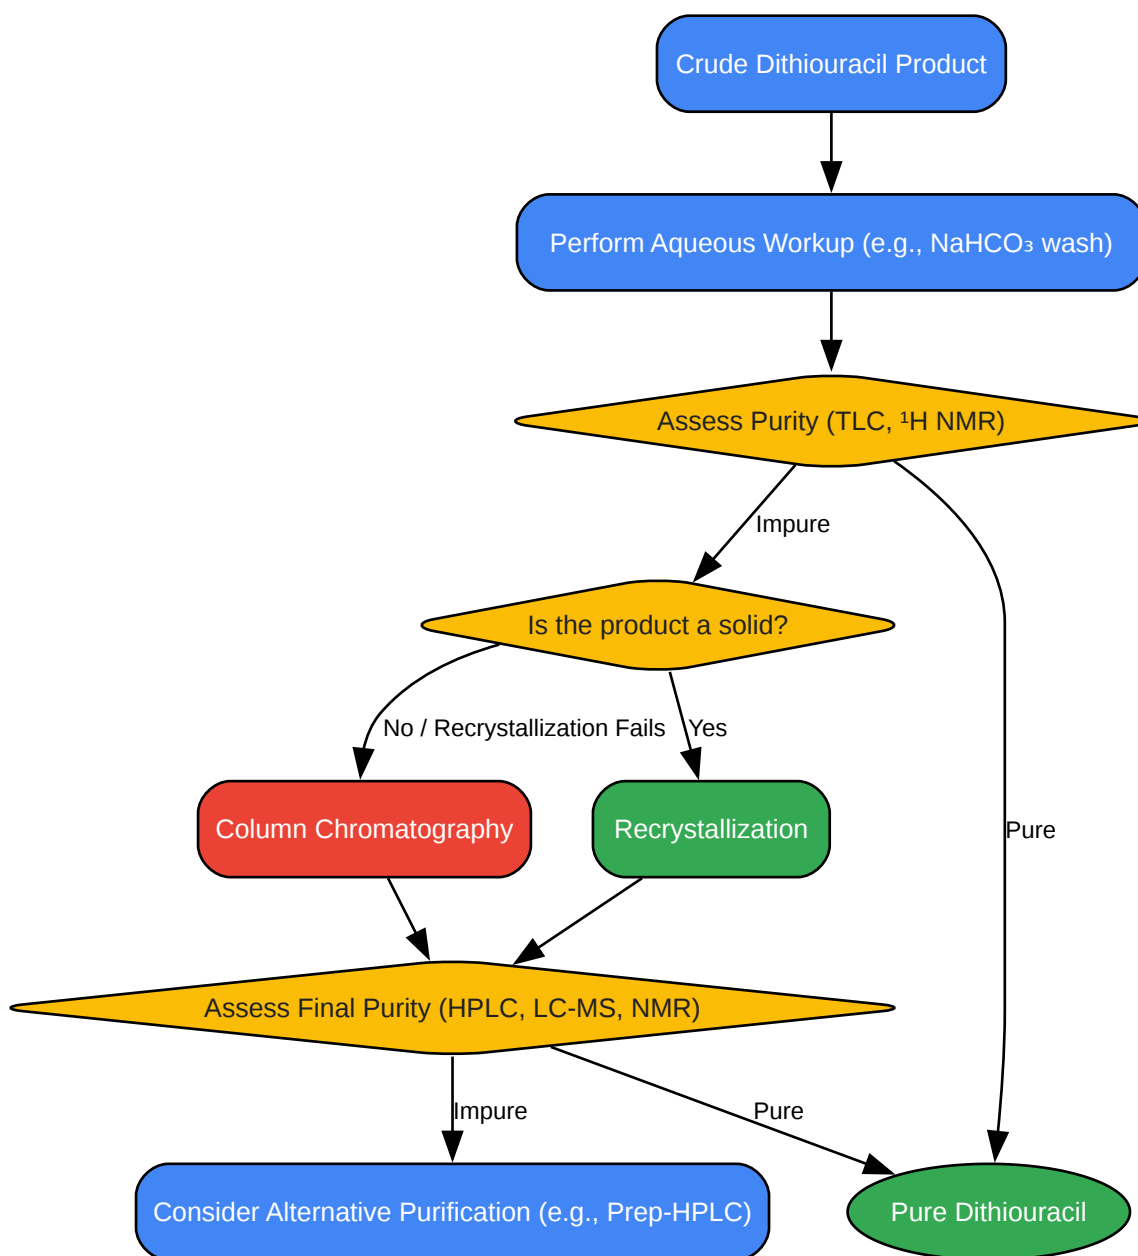 Crude Dithiouracil Product
Perform Aqueous Workup (e.g., NaHCO₃ wash)
Assess Purity (TLC, ¹H NMR)
Impure
Is the product a solid?
No / Recrystallization Fails
Yes
Column Chromatography
Recrystallization
Pure
Assess Final Purity (HPLC, LC-MS, NMR)
Impure
Pure
Consider Alternative Purification (e.g., Prep-HPLC)
Pure Dithiouracil